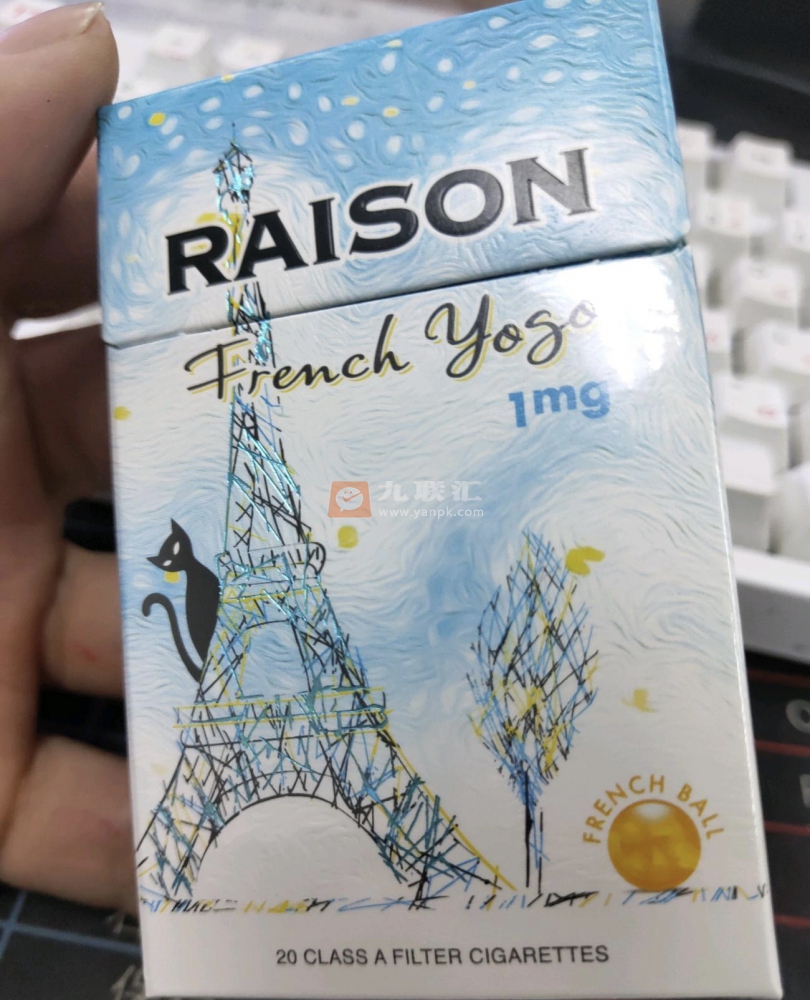 RAISON
French Yogo
1mg
九联汇
www.yanpk.com
FRENCH BALL
20 CLASS A FILTER CIGARETTES